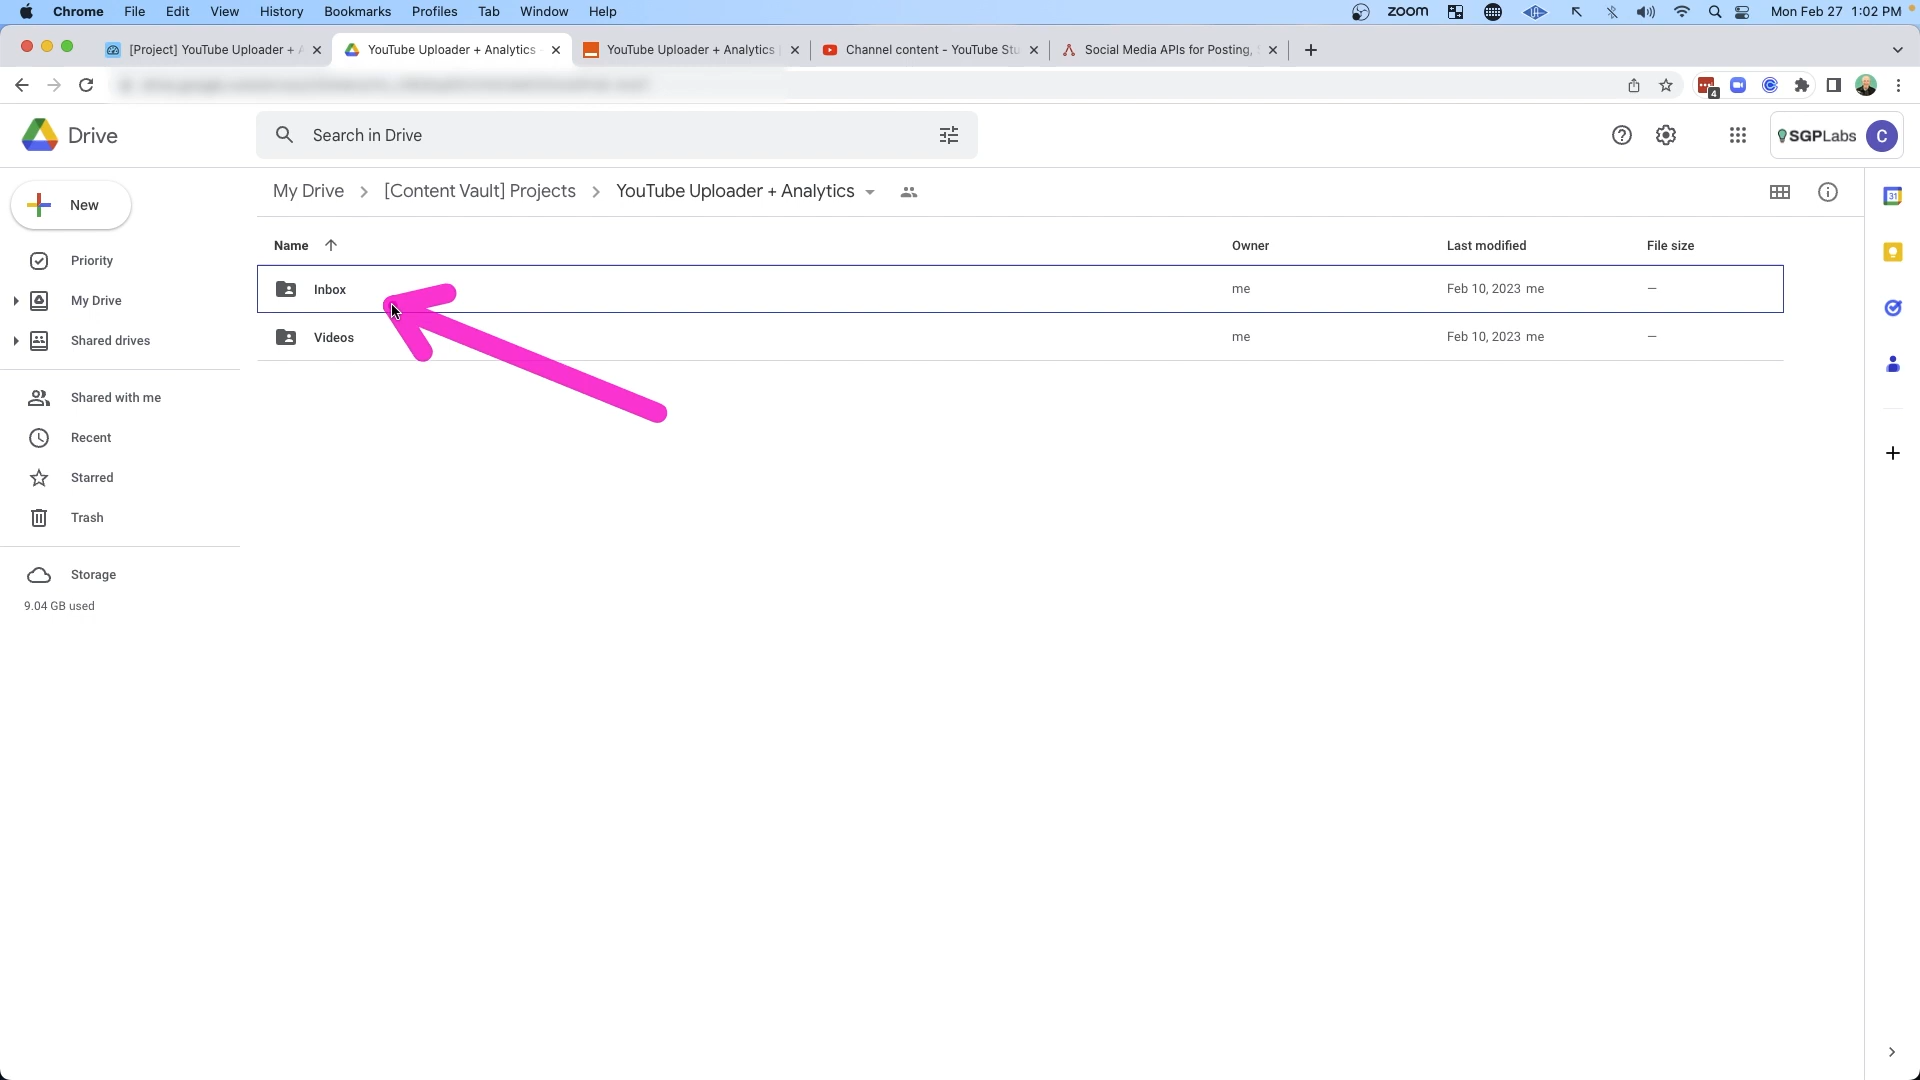 Chrome File Edit View History Bookmarks Profiles Tab Window Help zoom Mon Feb 27 1:02 PM
[Project] YouTube Uploader + A YouTube Uploader + Analytics - YouTube Uploader + Analytics | Channel content - YouTube Stu Social Media APIs for Posting, S
4
Drive Search in Drive SGPLabs C
New
My Drive > [Content Vault] Projects > YouTube Uploader + Analytics
Name Owner Last modified File size
Inbox me Feb 10, 2023 me —
Videos me Feb 10, 2023 me —
Priority
My Drive
Shared drives
Shared with me
Recent
Starred
Trash
Storage
9.04 GB used
31